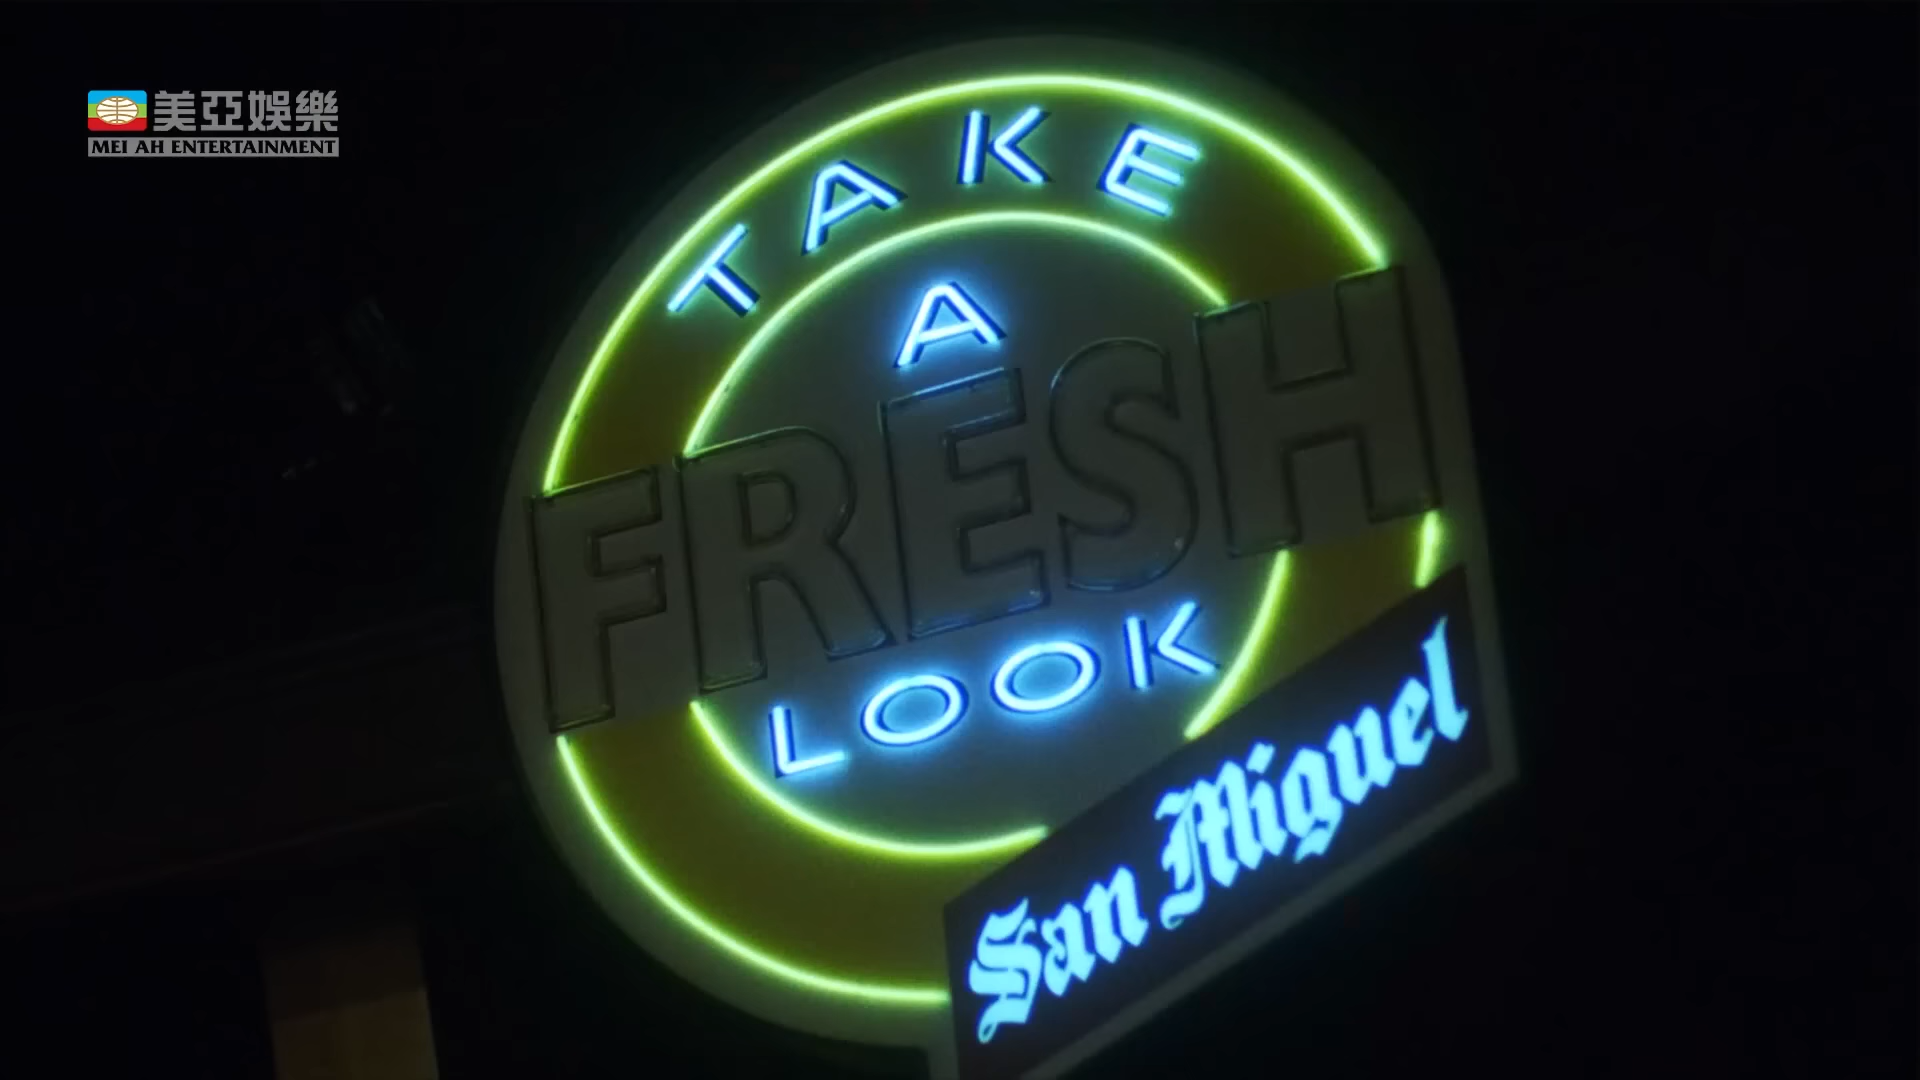 美亞娛樂
MEI AH ENTERTAINMENT
TAKE
A
FRESH
LOOK
San Miguel